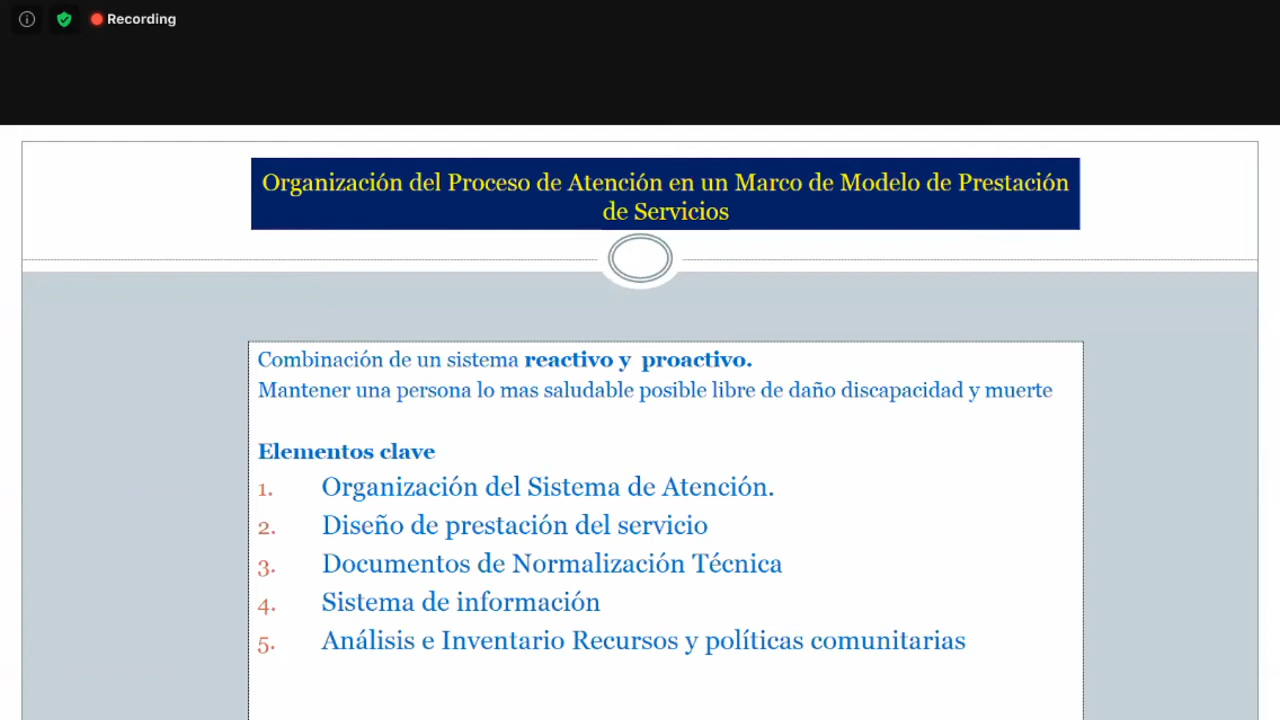 Recording
Organización del Proceso de Atención en un Marco de Modelo de Prestación
de Servicios
Combinación de un sistema reactivo y proactivo.
Mantener una persona lo mas saludable posible libre de daño discapacidad y muerte
Elementos clave
1. Organización del Sistema de Atención.
2. Diseño de prestación del servicio
3. Documentos de Normalización Técnica
4. Sistema de información
5. Análisis e Inventario Recursos y políticas comunitarias